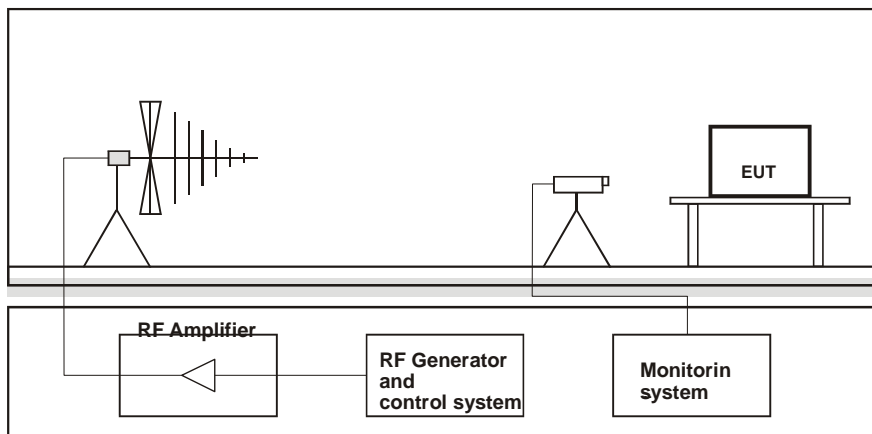 EUT
RF Amplifier
RF Generator
and
control system
Monitorin
system